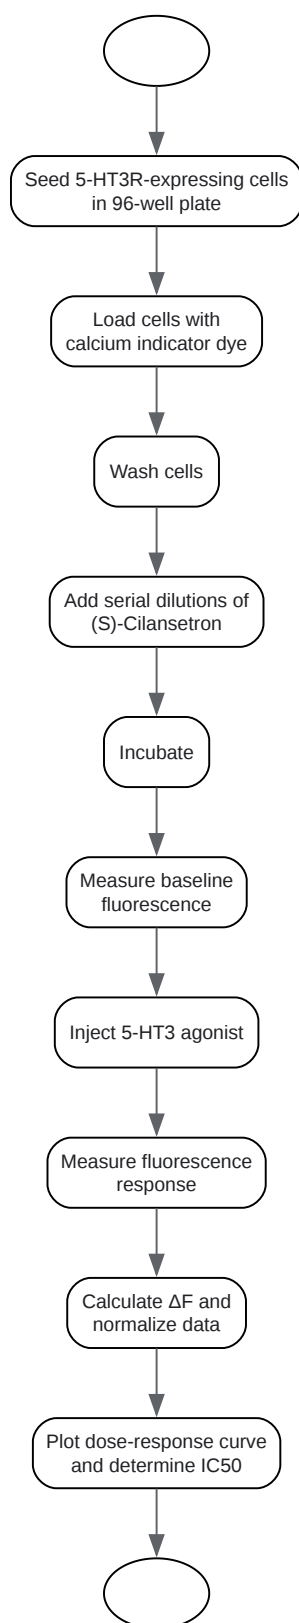 Seed 5-HT3R-expressing cells
in 96-well plate
Load cells with
calcium indicator dye
Wash cells
Add serial dilutions of
(S)-Cilansetron
Incubate
Measure baseline
fluorescence
Inject 5-HT3 agonist
Measure fluorescence
response
Calculate ΔF and
normalize data
Plot dose-response curve
and determine IC50